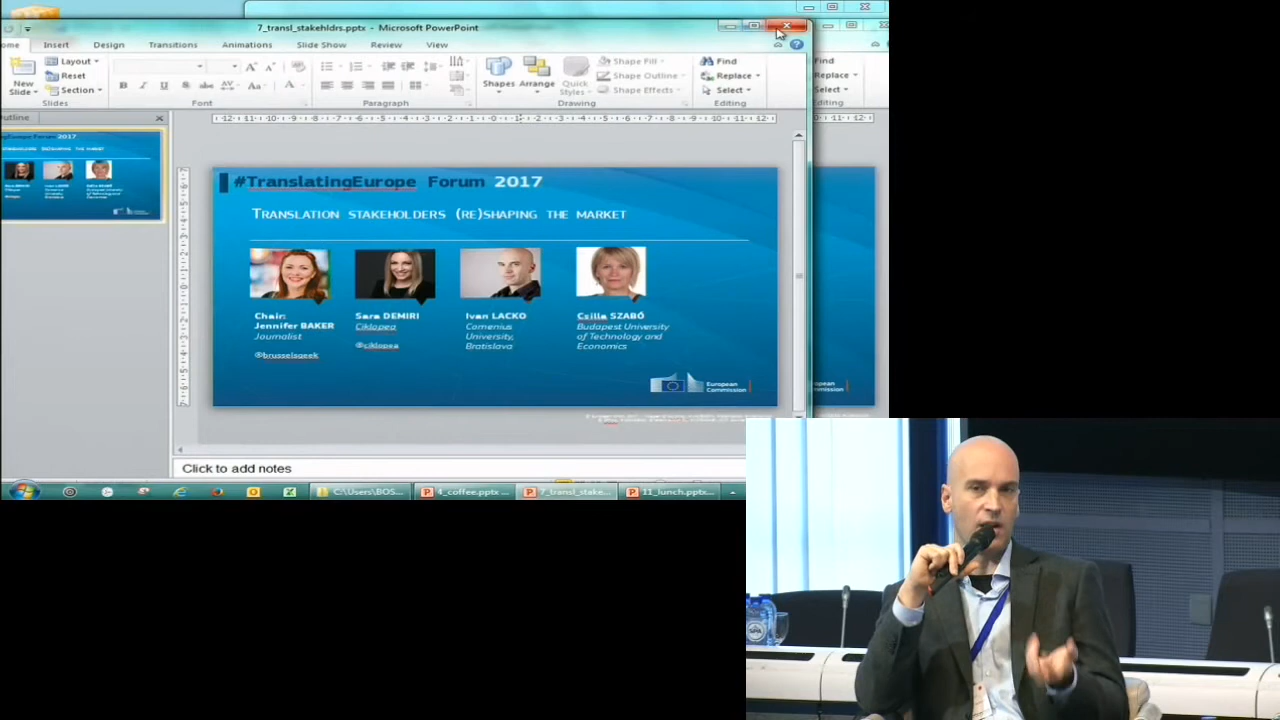 7_transl_stakehldrs.pptx - Microsoft PowerPoint
Insert Design Transitions Animations Slide Show Review View
New Slide
Layout
Reset
Section
Shapes Arrange Quick Styles
Shape Fill
Shape Outline
Shape Effects
Find
Replace
Select
Slides Font Paragraph Drawing Editing
#TranslatingEurope Forum 2017
TRANSLATION STAKEHOLDERS (RE)SHAPING THE MARKET
Chair:
Jennifer BAKER
Journalist
@brusselsgeek
Sara DEMIRI
Ciklopea
@ciklopea
Ivan LACKO
Comenius
University,
Bratislava
Csilla SZABÓ
Budapest University
of Technology and
Economics
European
Commission
Click to add notes
C:\Users\BOS... 4_coffee.pptx ... 7_transl_stake... 11_lunch.pptx...